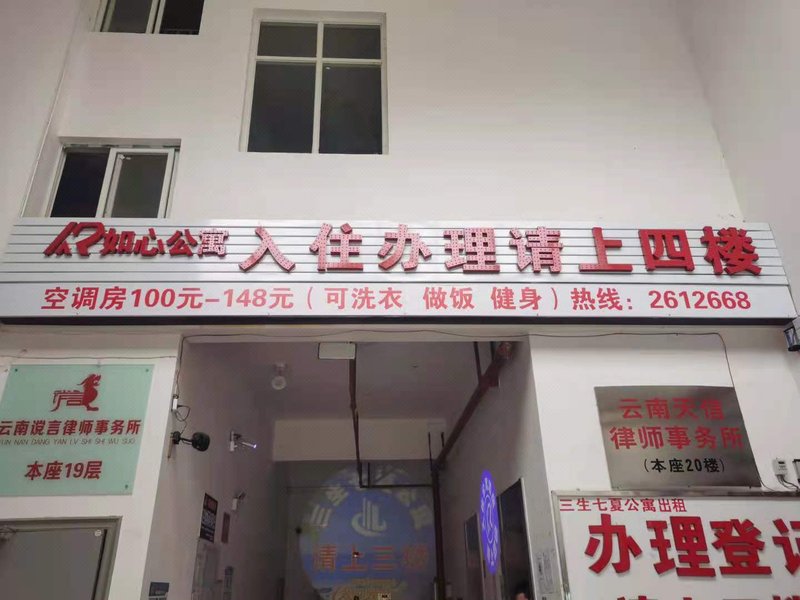 如心公寓 入住办理请上四楼
空调房100元-148元（可洗衣 做饭 健身）热线：2612668
云南谠言律师事务所
YUN NAN DANG YAN LV SHI SHI WU SUO
本座19层
云南天信
律师事务所
（本座20楼）
三生七夏公寓出租
办理登记
请上三楼